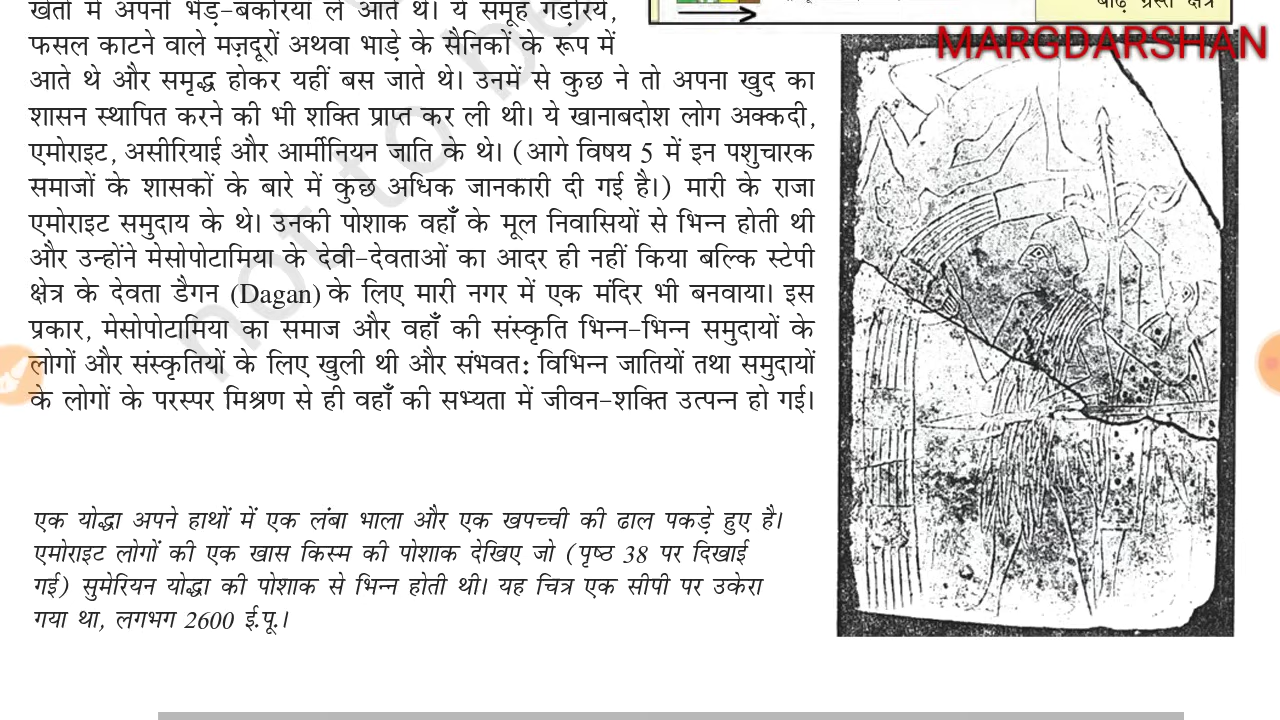 खेतों में अपनी भेड़-बकरियाँ ले आते थे। ये समूह गड़रिये,
फसल काटने वाले मज़दूरों अथवा भाड़े के सैनिकों के रूप में
आते थे और समृद्ध होकर यहीं बस जाते थे। उनमें से कुछ ने तो अपना खुद का
शासन स्थापित करने की भी शक्ति प्राप्त कर ली थी। ये खानाबदोश लोग अक्कदी,
एमोराइट, असीरियाई और आर्मीनियन जाति के थे। (आगे विषय 5 में इन पशुचारक
समाजों के शासकों के बारे में कुछ अधिक जानकारी दी गई है।) मारी के राजा
एमोराइट समुदाय के थे। उनकी पोशाक वहाँ के मूल निवासियों से भिन्न होती थी
और उन्होंने मेसोपोटामिया के देवी-देवताओं का आदर ही नहीं किया बल्कि स्टेपी
क्षेत्र के देवता डैगन (Dagan) के लिए मारी नगर में एक मंदिर भी बनवाया। इस
प्रकार, मेसोपोटामिया का समाज और वहाँ की संस्कृति भिन्न-भिन्न समुदायों के
लोगों और संस्कृतियों के लिए खुली थी और संभवतः विभिन्न जातियों तथा समुदायों
के लोगों के परस्पर मिश्रण से ही वहाँ की सभ्यता में जीवन-शक्ति उत्पन्न हो गई।
एक योद्धा अपने हाथों में एक लंबा भाला और एक खपच्ची की ढाल पकड़े हुए है।
एमोराइट लोगों की एक खास किस्म की पोशाक देखिए जो (पृष्ठ 38 पर दिखाई
गई) सुमेरियन योद्धा की पोशाक से भिन्न होती थी। यह चित्र एक सीपी पर उकेरा
गया था, लगभग 2600 ई.पू.।
बाढ़ ग्रस्त क्षेत्र
MARGDARSHAN
not to be